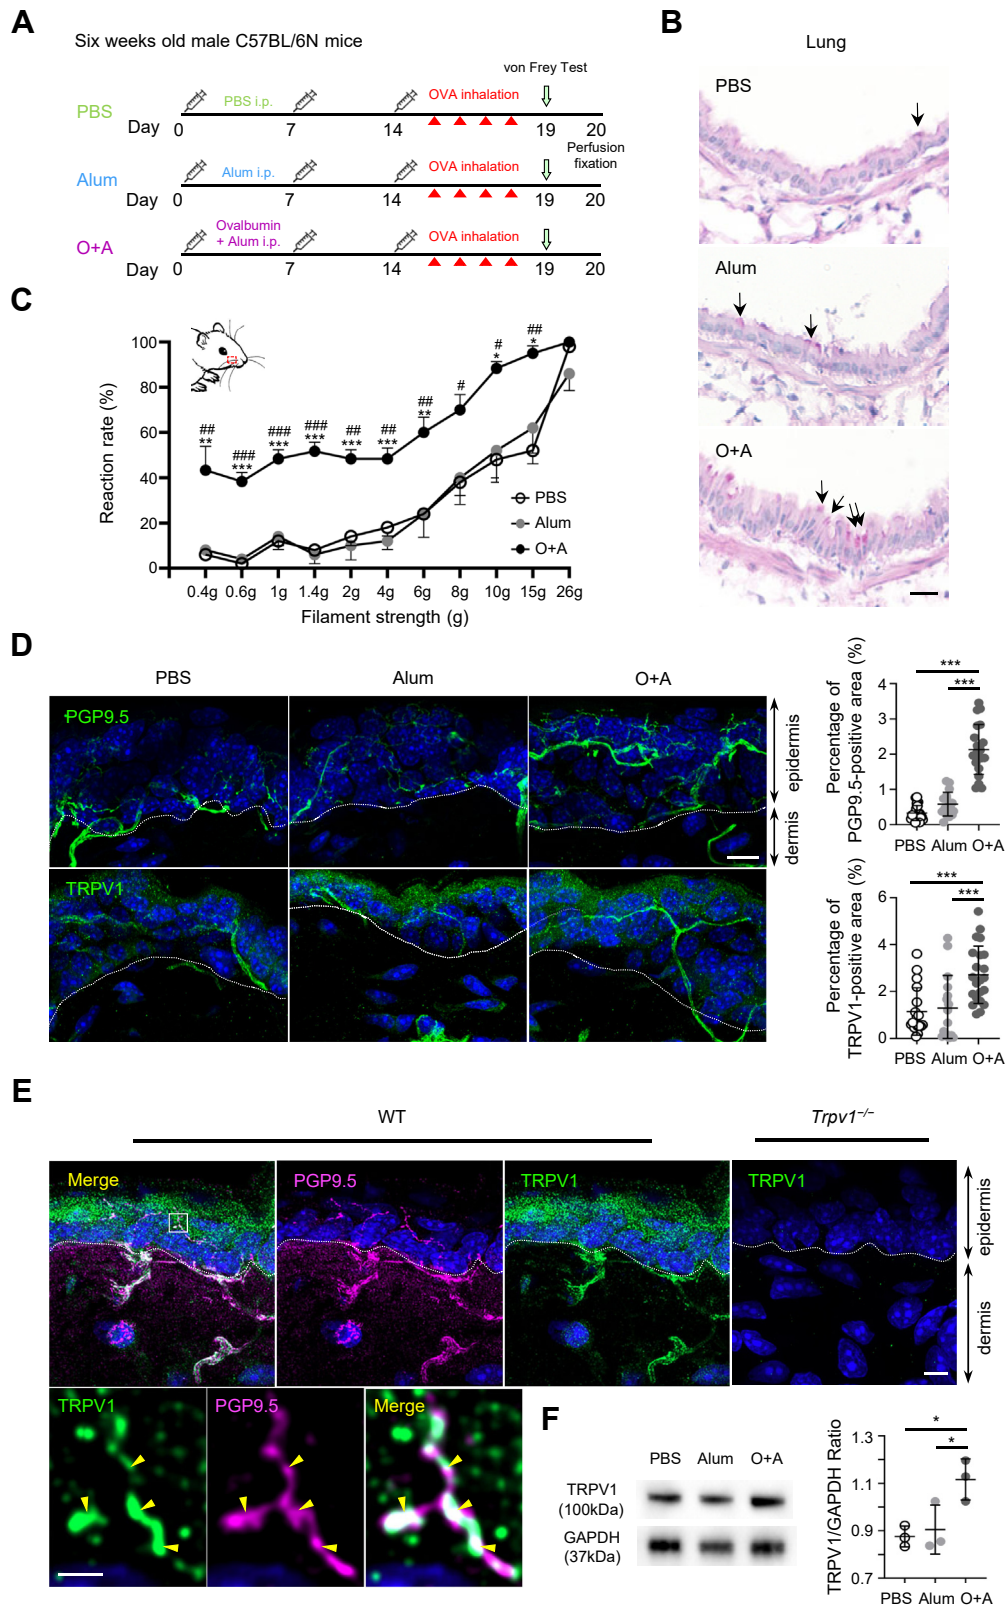 A
Six weeks old male C57BL/6N mice
von Frey Test
PBS
PBS i.p.
OVA inhalation
Day 0 7 14 19 20
Perfusion
fixation
Alum
Alum i.p.
OVA inhalation
Day 0 7 14 19 20
O+A
Ovalbumin
+ Alum i.p.
OVA inhalation
Day 0 7 14 19 20
B
Lung
PBS
Alum
O+A
C
Reaction rate (%)
100
80
60
40
20
0
## ### ### ### ## ## ## # # ##
** *** *** *** *** *** ** * *
PBS
Alum
O+A
0.4g 0.6g 1g 1.4g 2g 4g 6g 8g 10g 15g 26g
Filament strength (g)
D
PBS Alum O+A
PGP9.5
epidermis
dermis
TRPV1
Percentage of
PGP9.5-positive area (%)
***
***
4
3
2
1
0
PBS Alum O+A
Percentage of
TRPV1-positive area (%)
***
***
6
4
2
0
PBS Alum O+A
E
WT
Trpv1−/−
Merge
PGP9.5
TRPV1
TRPV1
epidermis
dermis
TRPV1
PGP9.5
Merge
F
PBS Alum O+A
TRPV1
(100kDa)
GAPDH
(37kDa)
TRPV1/GAPDH Ratio
*
*
1.3
1.1
0.9
0.7
PBS Alum O+A